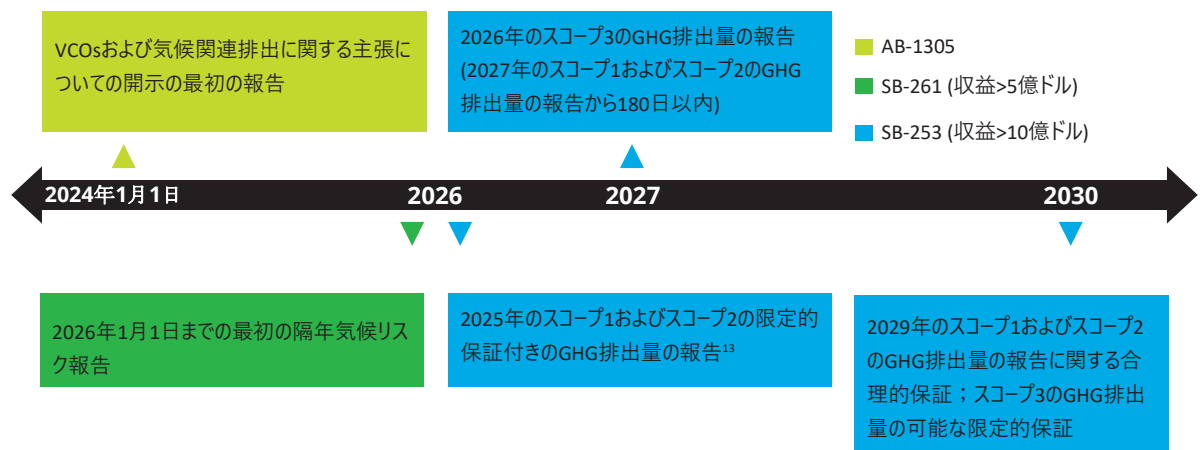 VCOsおよび気候関連排出に関する主張に
ついての開示の最初の報告
2026年のスコープ3のGHG排出量の報告
(2027年のスコープ1およびスコープ2のGHG
排出量の報告から180日以内)
AB-1305
SB-261 (収益>5億ドル)
SB-253 (収益>10億ドル)
2024年1月1日
2026
2027
2030
2026年1月1日までの最初の隔年気候リス
ク報告
2025年のスコープ1およびスコープ2の限定的
保証付きのGHG排出量の報告¹³
2029年のスコープ1およびスコープ2
のGHG排出量の報告に関する合
理的保証；スコープ3のGHG排出
量の可能な限定的保証